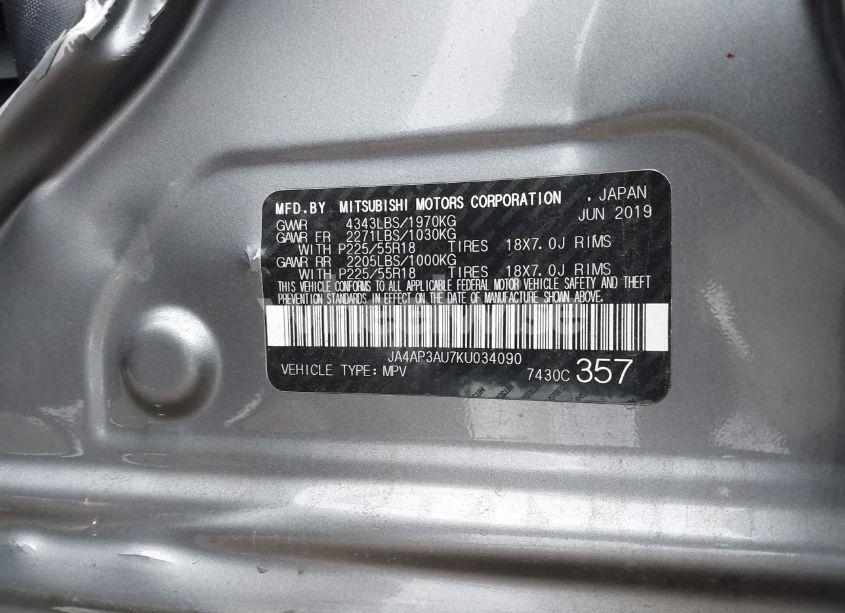 MFD.BY MITSUBISHI MOTORS CORPORATION , JAPAN
GVWR 4343LBS/1970KG JUN 2019
GAWR FR 2271LBS/1030KG
WITH P225/55R18 TIRES 18X7.0J RIMS
GAWR RR 2205LBS/1000KG
WITH P225/55R18 TIRES 18X7.0J RIMS
THIS VEHICLE CONFORMS TO ALL APPLICABLE FEDERAL MOTOR VEHICLE SAFETY AND THEFT
PREVENTION STANDARDS IN EFFECT ON THE DATE OF MANUFACTURE SHOWN ABOVE.
JA4AP3AU7KU034090
VEHICLE TYPE:MPV 7430C 357